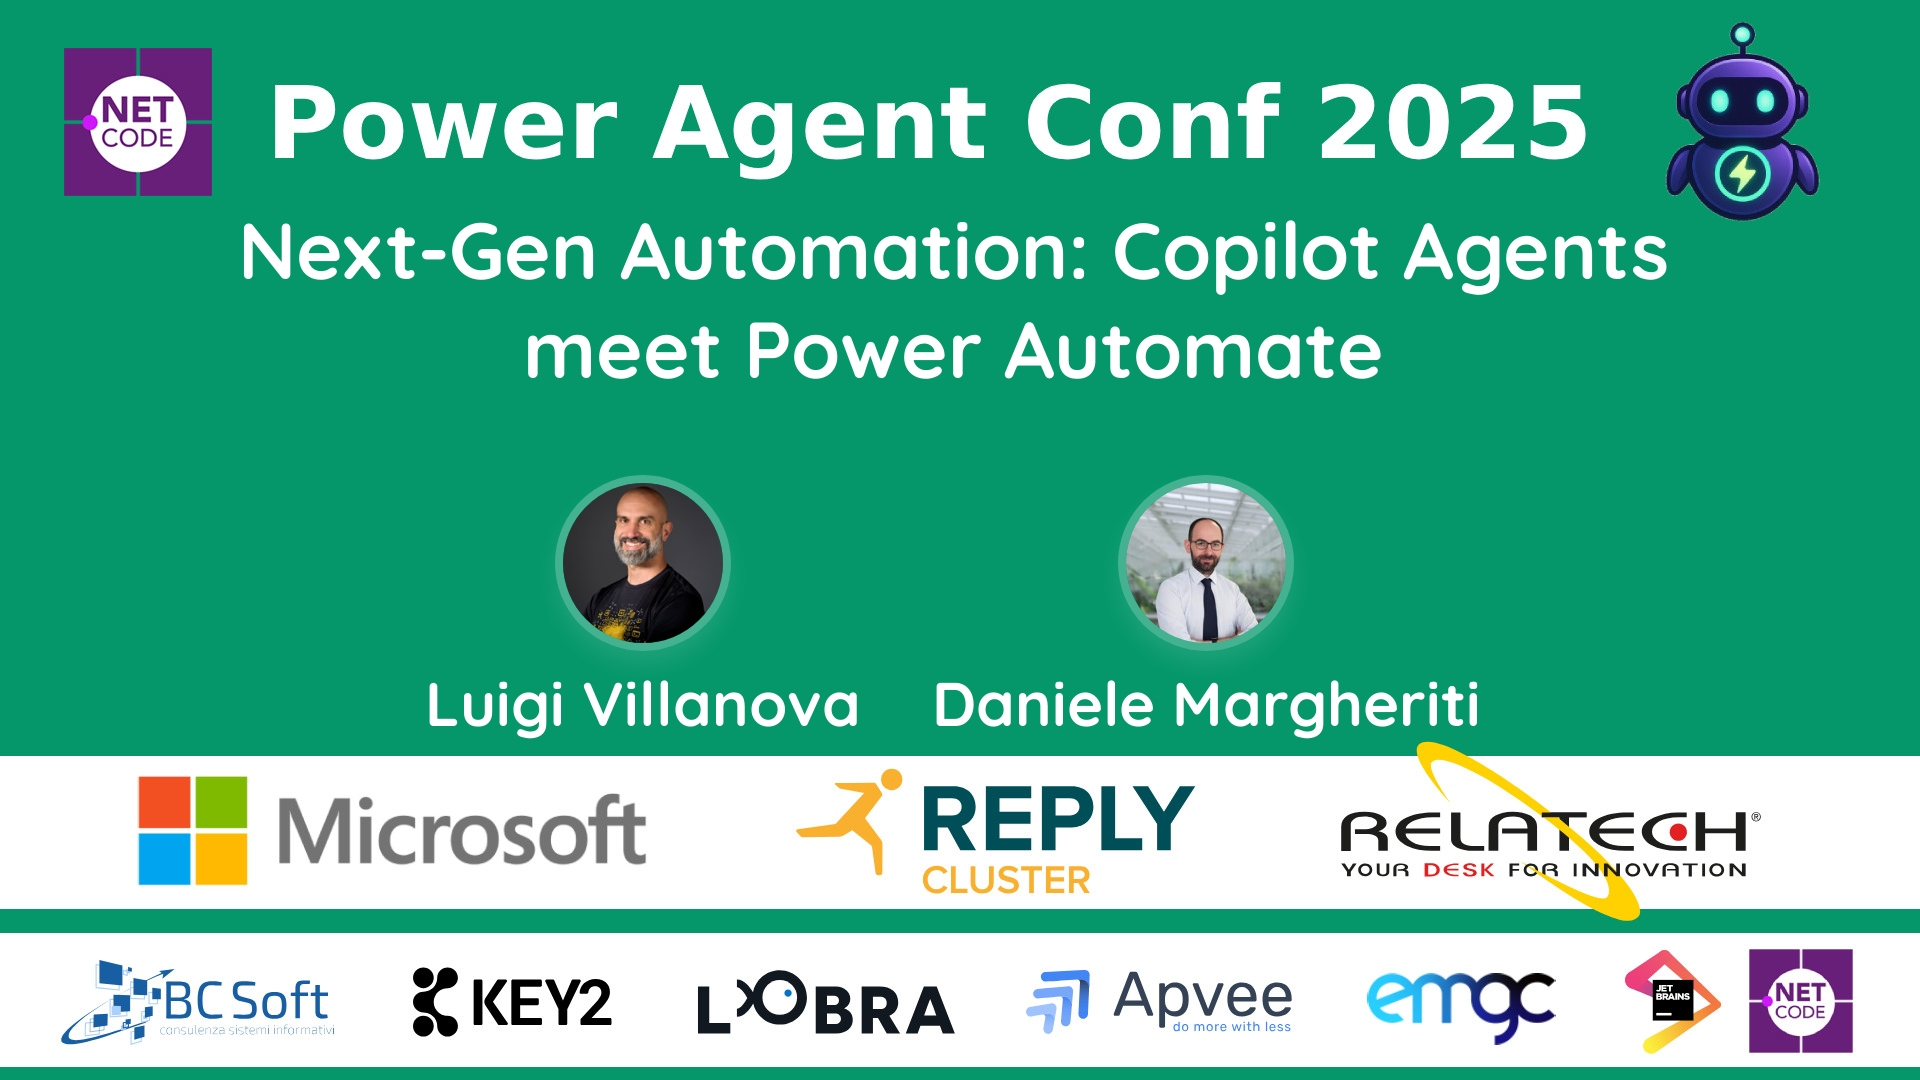 NET
CODE
Power Agent Conf 2025
Next-Gen Automation: Copilot Agents
meet Power Automate
Luigi Villanova
Daniele Margheriti
Microsoft
REPLY
CLUSTER
RELATECH®
YOUR DESK FOR INNOVATION
BC Soft
consulenza sistemi informativi
KEY2
LOBRA
Apvee
do more with less
emgc
JET
BRAINS
NET
CODE